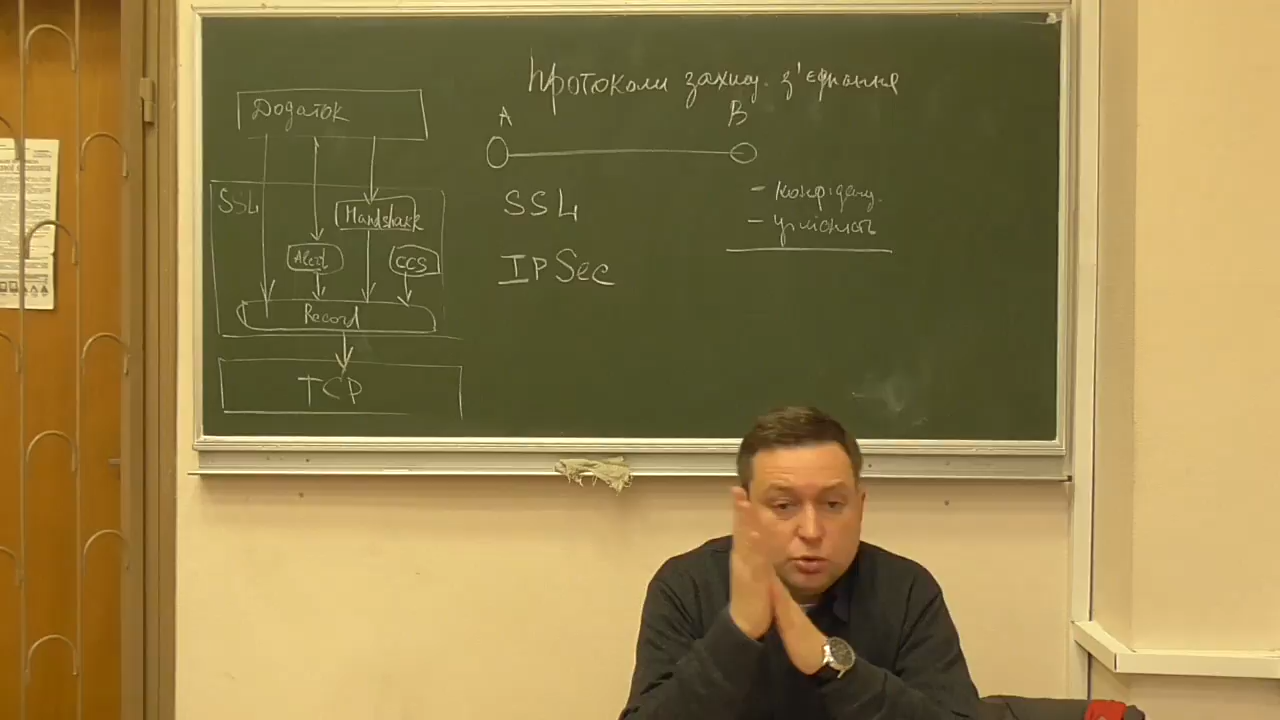 Протоколи захищ. з'єднання
A B
Додаток
SSL
Handshake
Alert
CCS
Record
TCP
SSL
IPSec
- конфіденц.
- цілісність